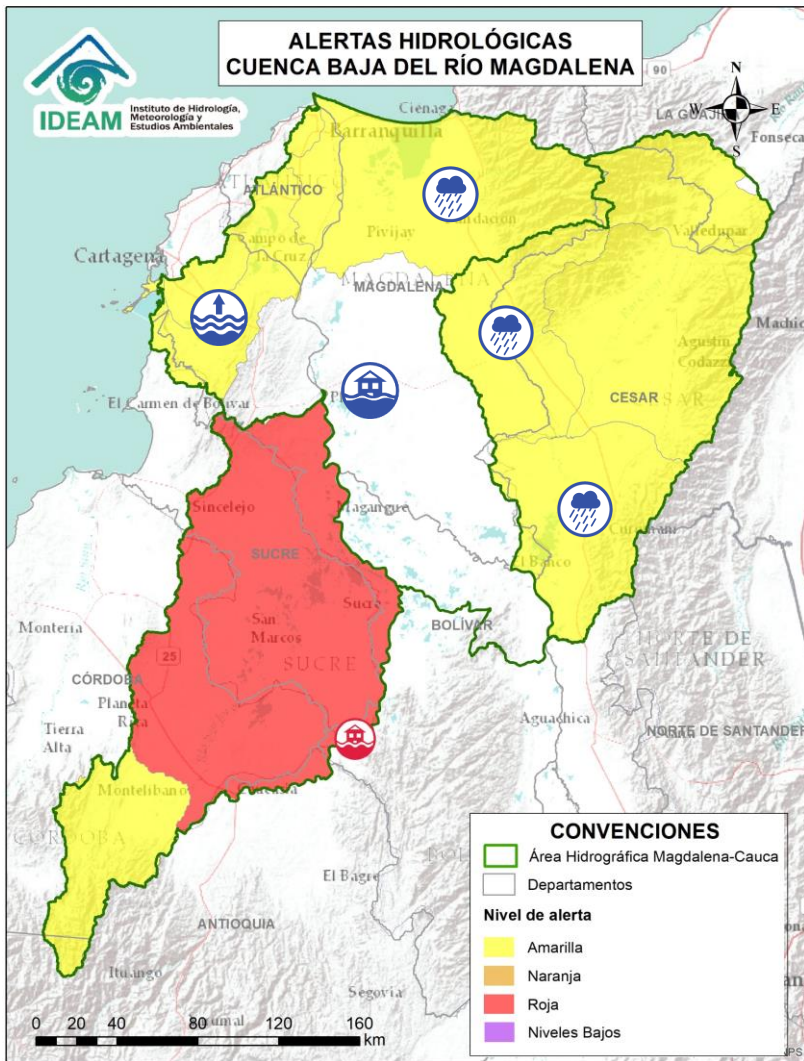 ALERTAS HIDROLÓGICAS
CUENCA BAJA DEL RÍO MAGDALENA
IDEAM
Instituto de Hidrología,
Meteorología y
Estudios Ambientales
N
W E
S
90
LA GUAJIRA
Fonseca
Ciénaga
Barranquilla
ATLÁNTICO
Valledupar
Pivijay
Cartagena
Campo de
la Cruz
MAGDALENA
MAGDALENA
Agustín
Codazzi
CESAR
El Carmen de Bolívar
Sincelejo
Magangue
SUCRE
El Banco
Sucre
San
Marcos
BOLÍVAR
Montería
SUCRE
NORTE DE
SANTANDER
25
CÓRDOBA
Planeta
Rica
Tierra
Alta
Aguachica
NORTE DE SANTANDER
Montelibano
CÓRDOBA
El Bagre
ANTIOQUIA
Ituango
Segovia
0 20 40 80 120 160
km
CONVENCIONES
Área Hidrográfica Magdalena-Cauca
Departamentos
Nivel de alerta
Amarilla
Naranja
Roja
Niveles Bajos